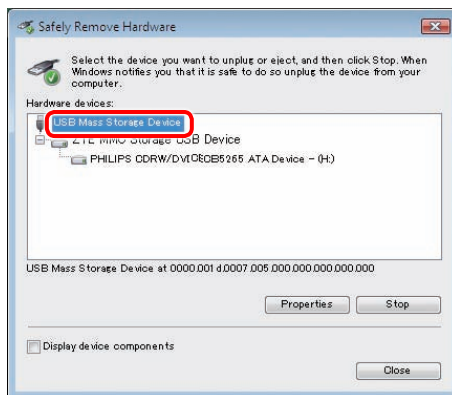 Safely Remove Hardware
Select the device you want to unplug or eject, and then click Stop. When
Windows notifies you that it is safe to do so unplug the device from your
computer.
Hardware devices:
USB Mass Storage Device
ZTE MMC Storage USB Device
PHILIPS CDRW/DVD CB5265 ATA Device - (H:)
USB Mass Storage Device at 0000.001 d.0007.005.000.000.000.000.000
Properties
Stop
Display device components
Close